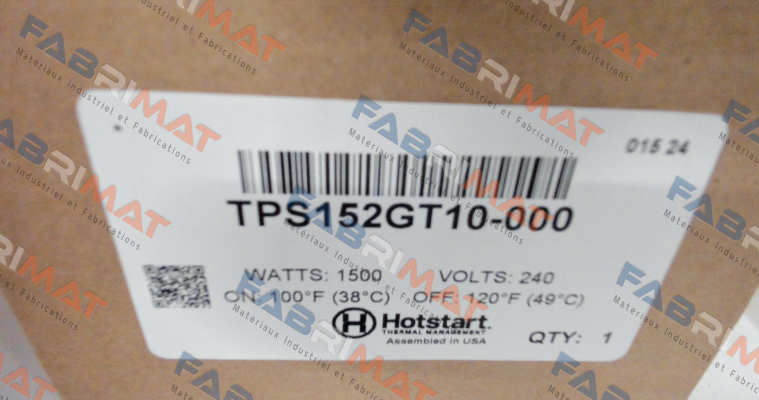 015 24
TPS152GT10-000
WATTS: 1500 VOLTS: 240
ON: 100°F (38°C) OFF: 120°F (49°C)
H Hotstart.
THERMAL MANAGEMENT
Assembled in USA
QTY: 1
FABRIMAT
Materiaux Industriel et Fabrications